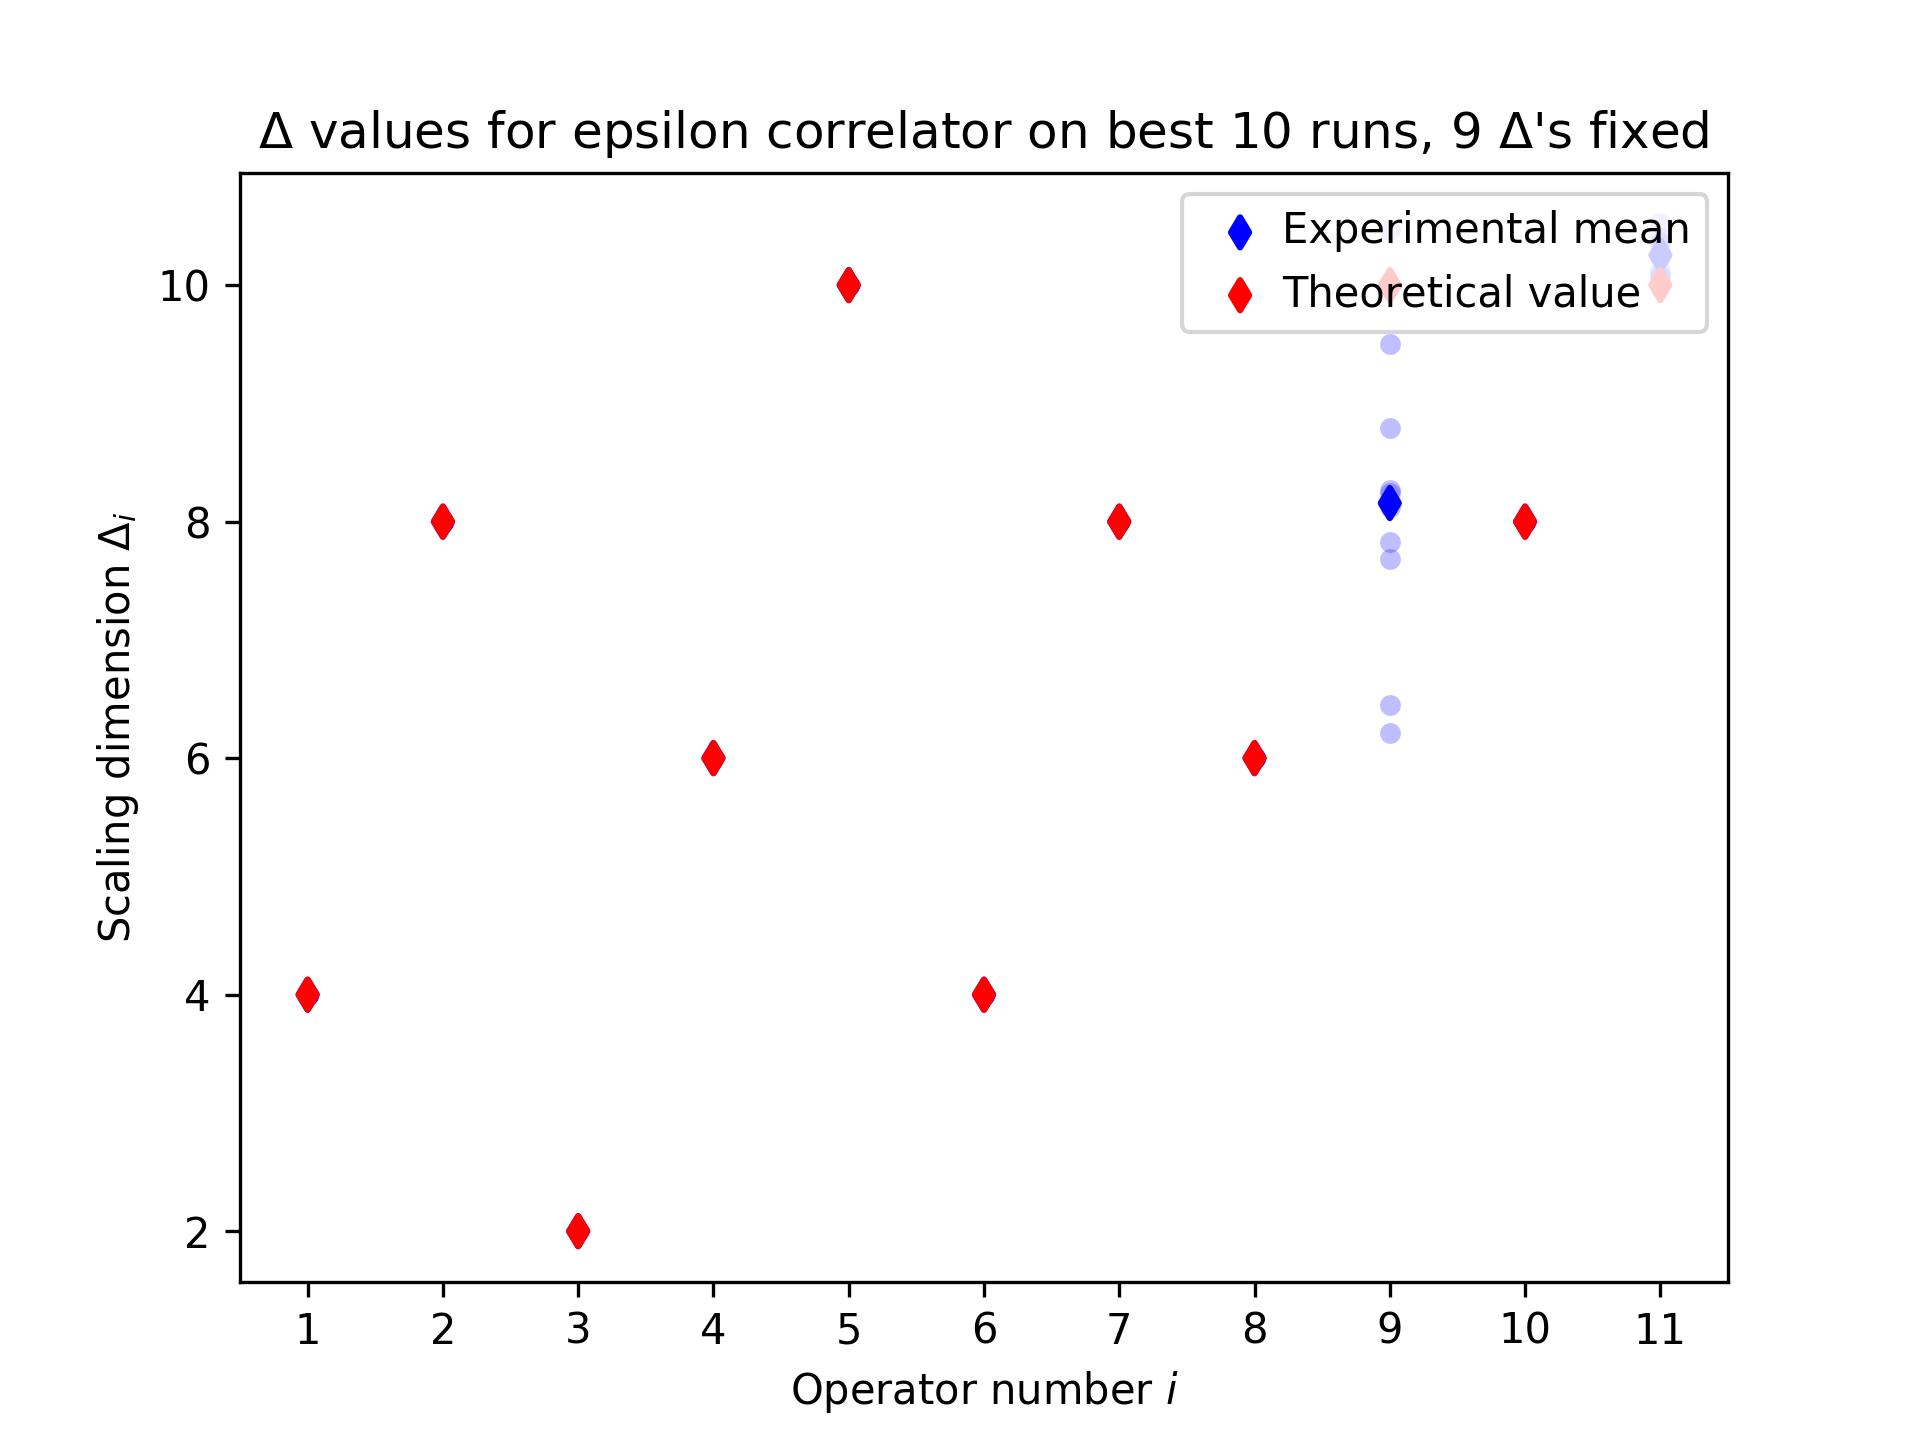 Δ values for epsilon correlator on best 10 runs, 9 Δ's fixed
Experimental mean
Theoretical value
10
8
6
4
2
Scaling dimension Δi
1 2 3 4 5 6 7 8 9 10 11
Operator number i